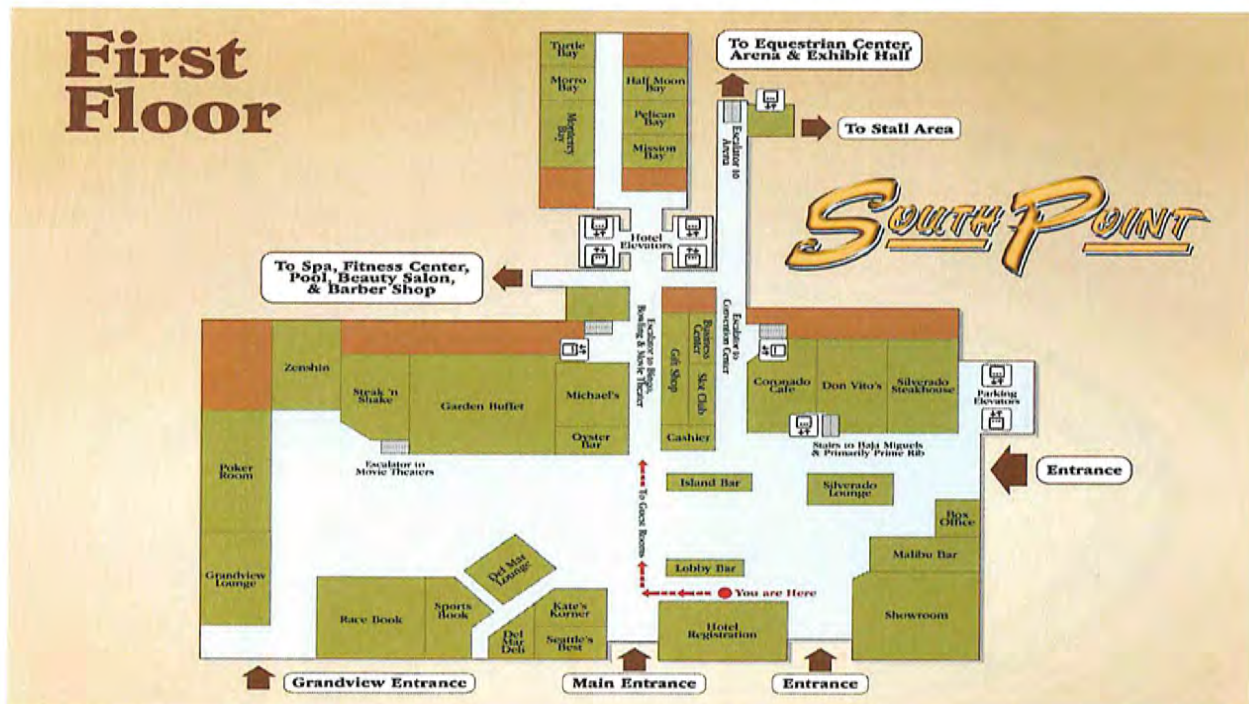 First
Floor
Turtle
Bay
Morro
Bay
Monterey
Bay
Half Moon
Bay
Pelican
Bay
Mission
Bay
To Equestrian Center,
Arena & Exhibit Hall
Escalator to
Arena
To Stall Area
SOUTH POINT
Hotel
Elevators
To Spa, Fitness Center,
Pool, Beauty Salon,
& Barber Shop
Escalator to Bingo,
Bowling & Movie Theater
Business
Center
Gift Shop
Slot Club
Cashier
Escalator to
Convention Center
Zenshin
Steak 'n
Shake
Garden Buffet
Michael's
Oyster
Bar
Coronado
Cafe
Don Vito's
Silverado
Steakhouse
Parking
Elevators
Stairs to Baja Miguels
& Primarily Prime Rib
Escalator to
Movie Theaters
Entrance
Poker
Room
To Guest Rooms
Island Bar
Silverado
Lounge
Box
Office
Malibu Bar
Grandview
Lounge
Del Mar
Lounge
Lobby Bar
You are Here
Race Book
Sports
Book
Kate's
Korner
Del
Mar
Deli
Seattle's
Best
Hotel
Registration
Showroom
Grandview Entrance
Main Entrance
Entrance